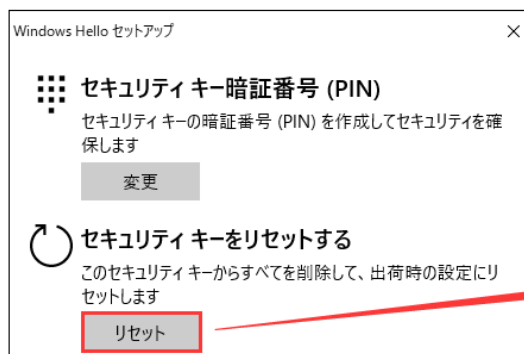 Windows Hello セットアップ
セキュリティ キー暗証番号 (PIN)
セキュリティ キーの暗証番号 (PIN) を作成してセキュリティを確
保します
変更
セキュリティ キーをリセットする
このセキュリティ キーからすべてを削除して、出荷時の設定にリ
セットします
リセット